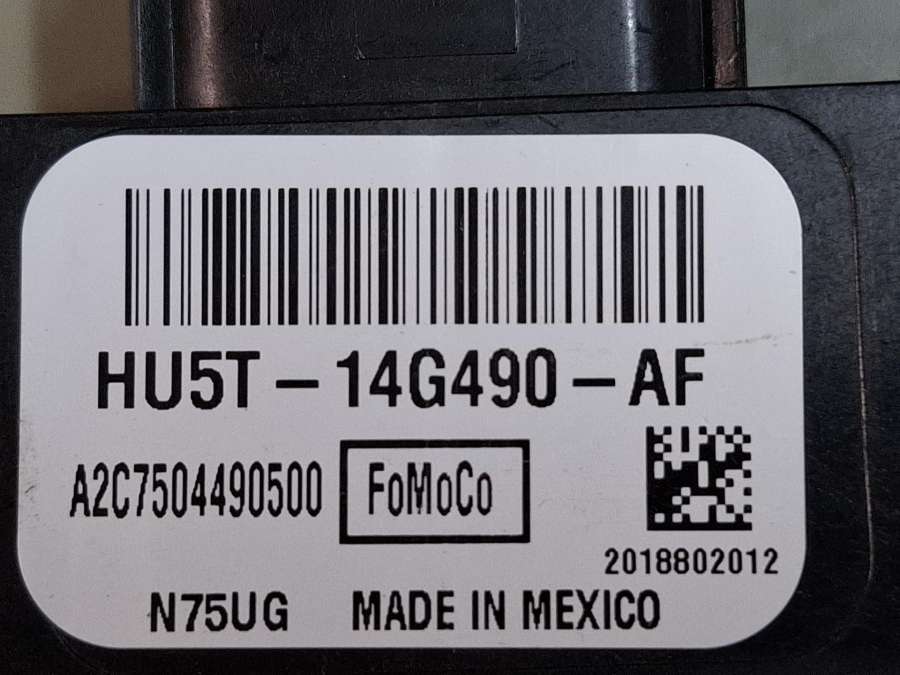 HU5T-14G490-AF
A2C7504490500 FoMoCo
2018802012
N75UG MADE IN MEXICO